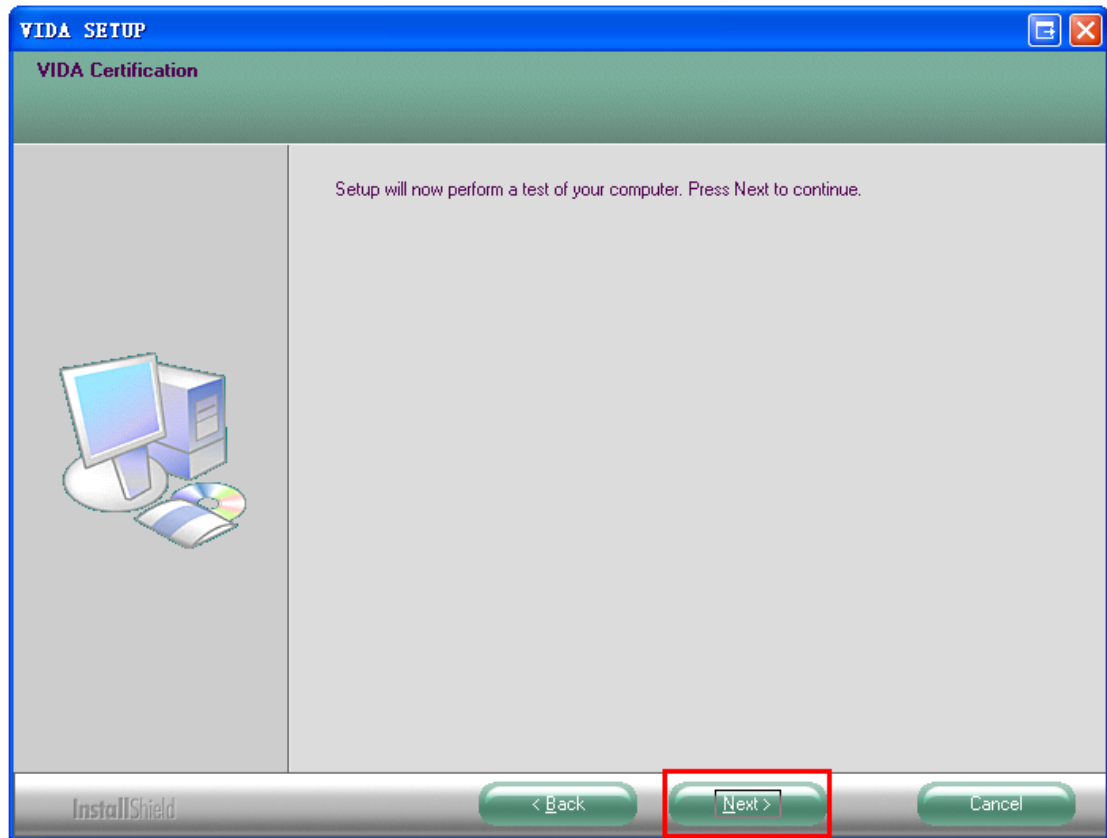 VIDA SETUP
VIDA Certification
Setup will now perform a test of your computer. Press Next to continue.
InstallShield
< Back
Next >
Cancel